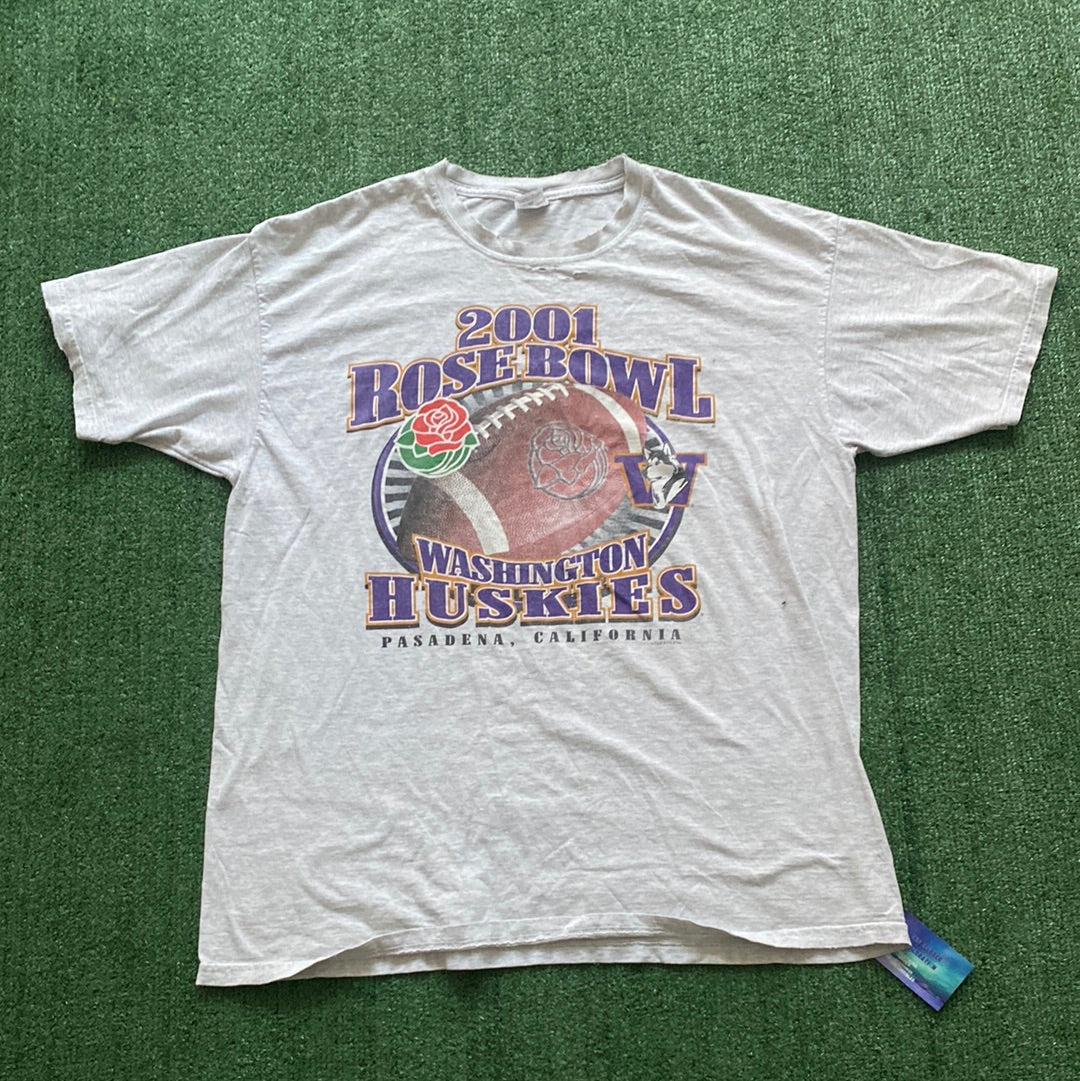 2001
ROSE BOWL
W
WASHINGTON
HUSKIES
PASADENA, CALIFORNIA